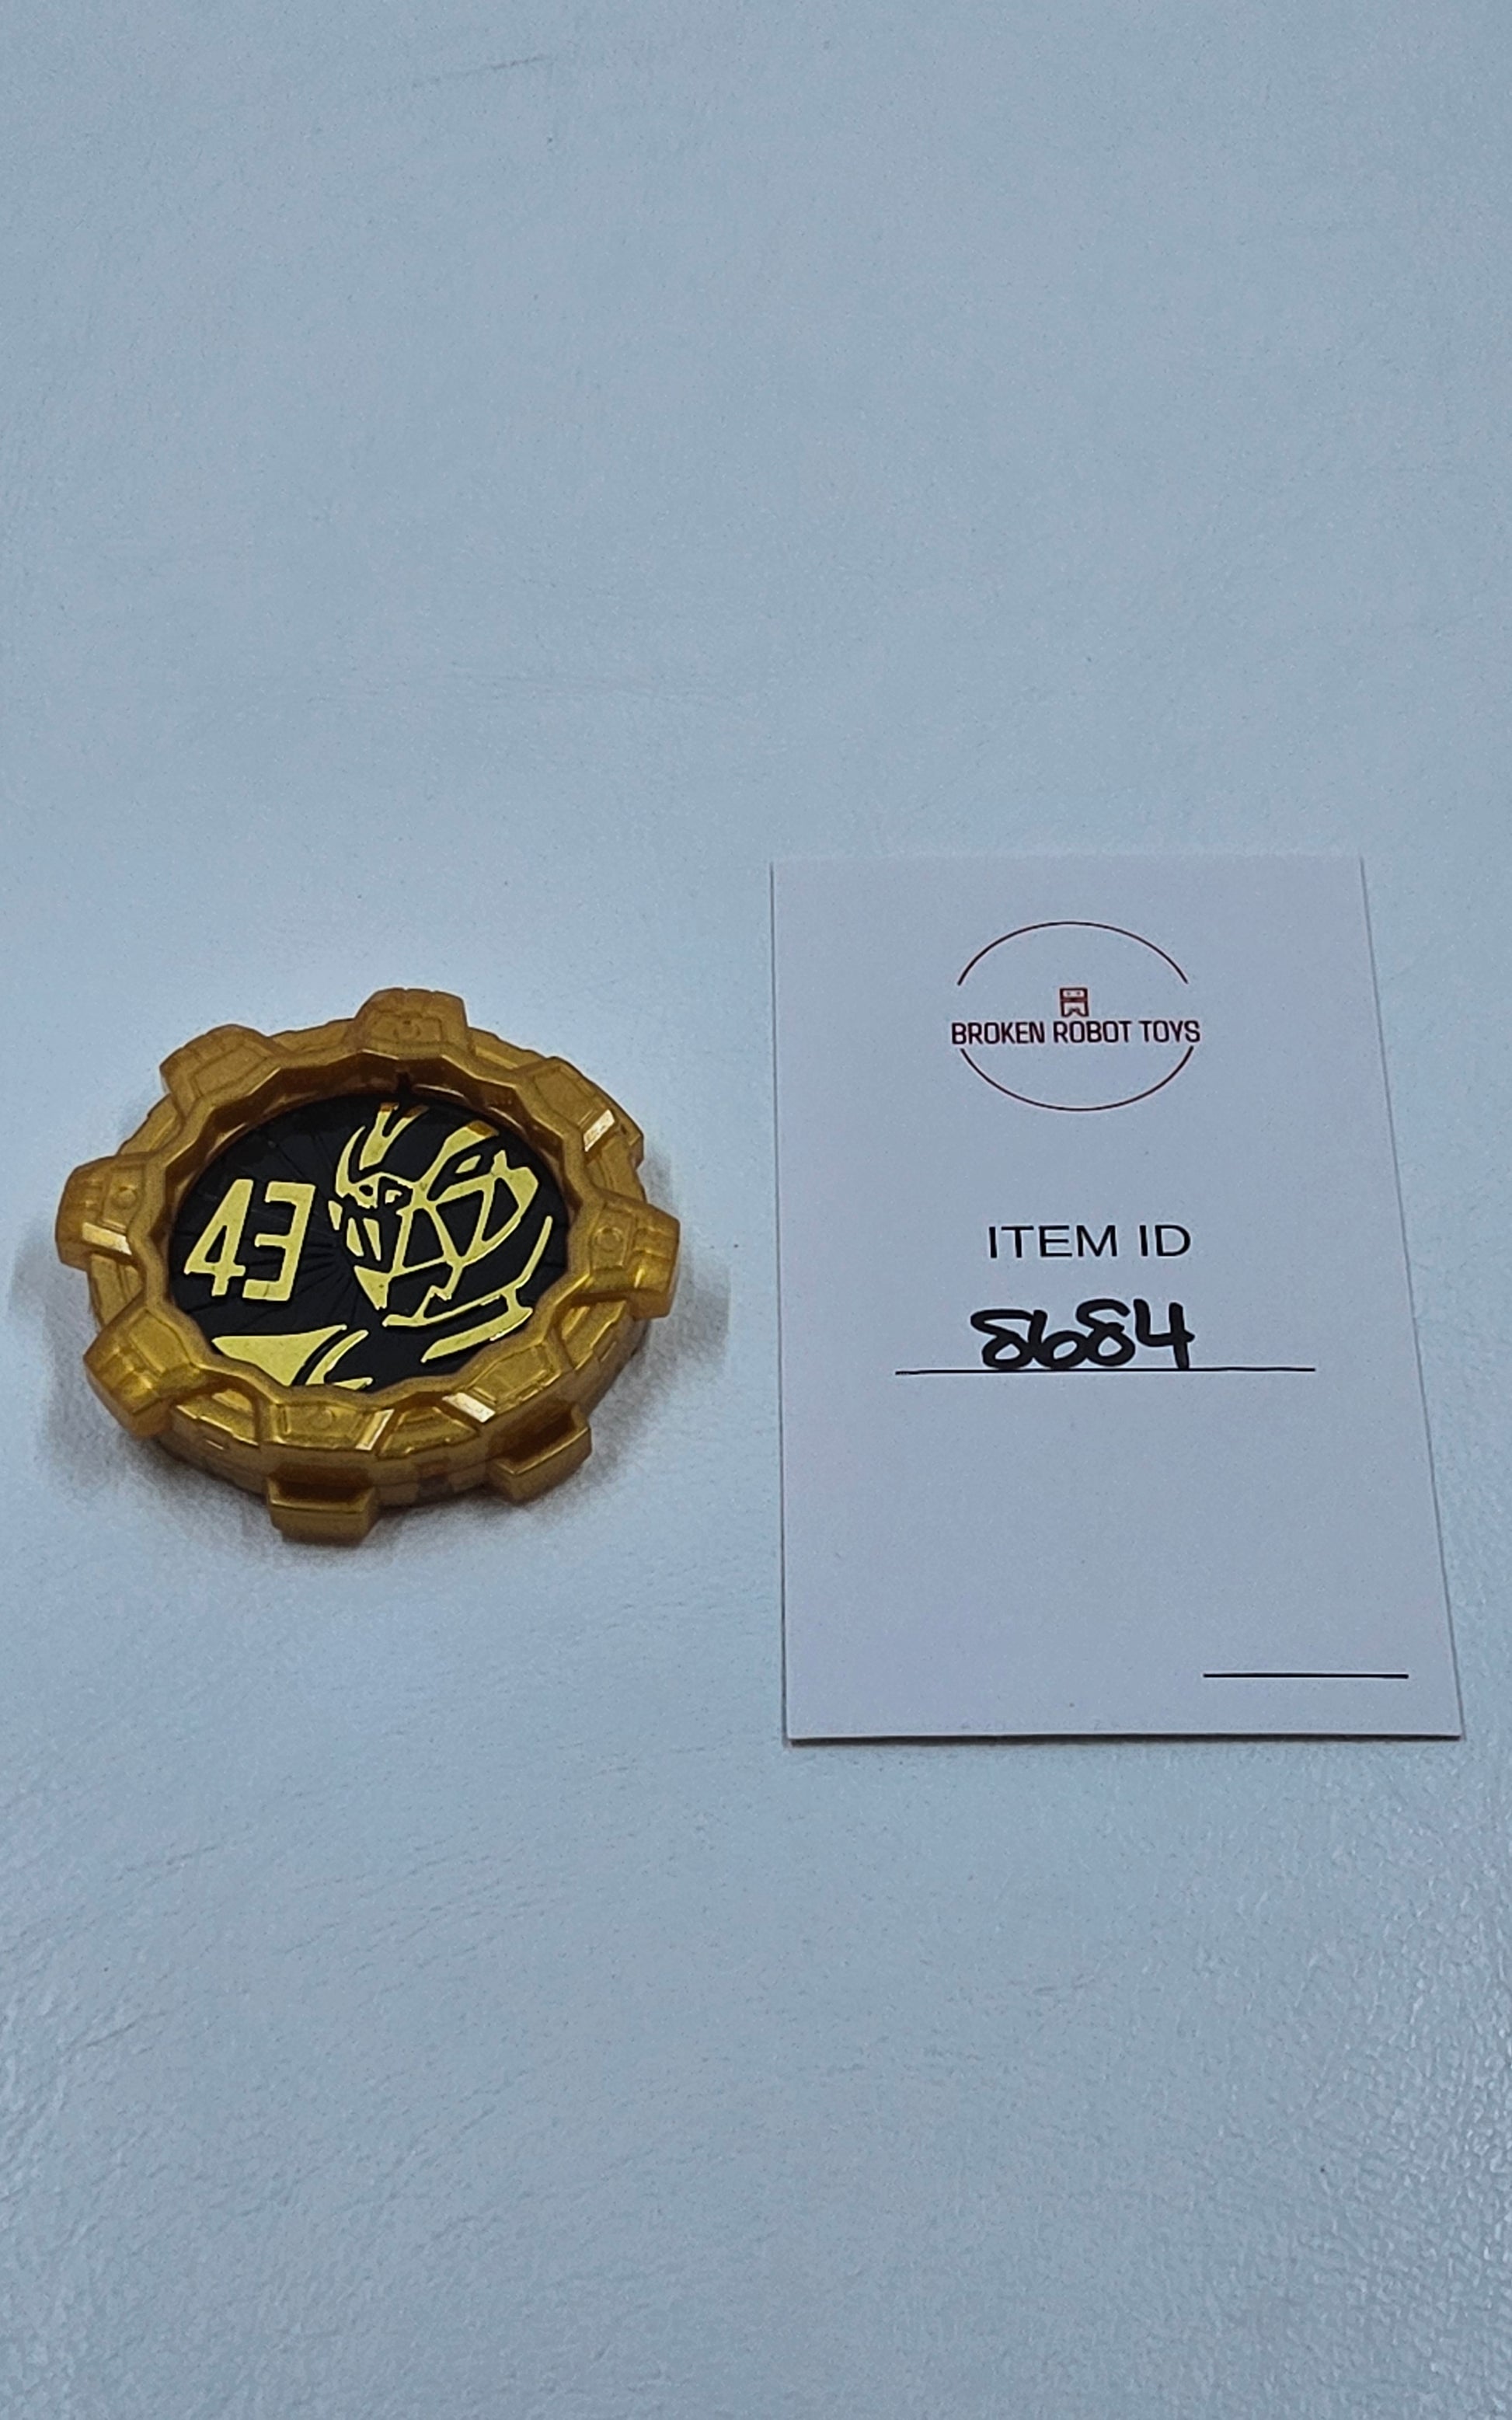 43
BROKEN ROBOT TOYS
ITEM ID
8684